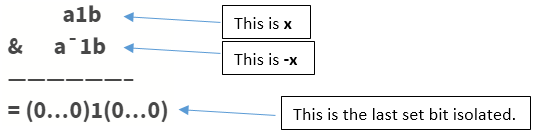 a1b
This is x
& a¯1b
This is -x
———————
= (0...0)1(0...0)
This is the last set bit isolated.